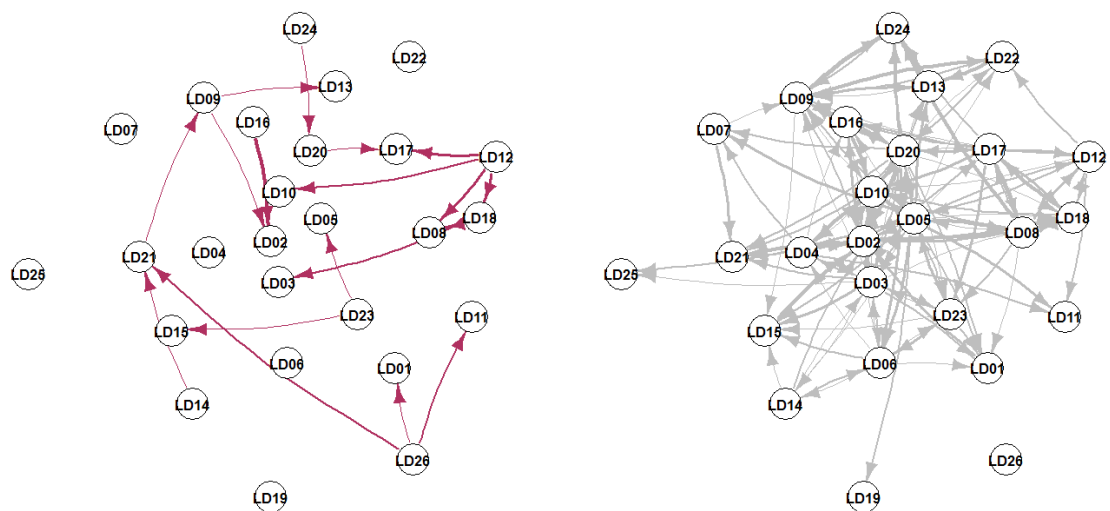 LD24
LD22
LD13
LD09
LD07
LD16
LD20
LD17
LD12
LD10
LD05
LD18
LD08
LD02
LD04
LD21
LD25
LD03
LD23
LD11
LD15
LD06
LD01
LD14
LD26
LD19
LD24
LD22
LD13
LD09
LD07
LD16
LD20
LD17
LD12
LD10
LD05
LD18
LD08
LD02
LD04
LD21
LD25
LD03
LD23
LD11
LD15
LD06
LD01
LD14
LD26
LD19